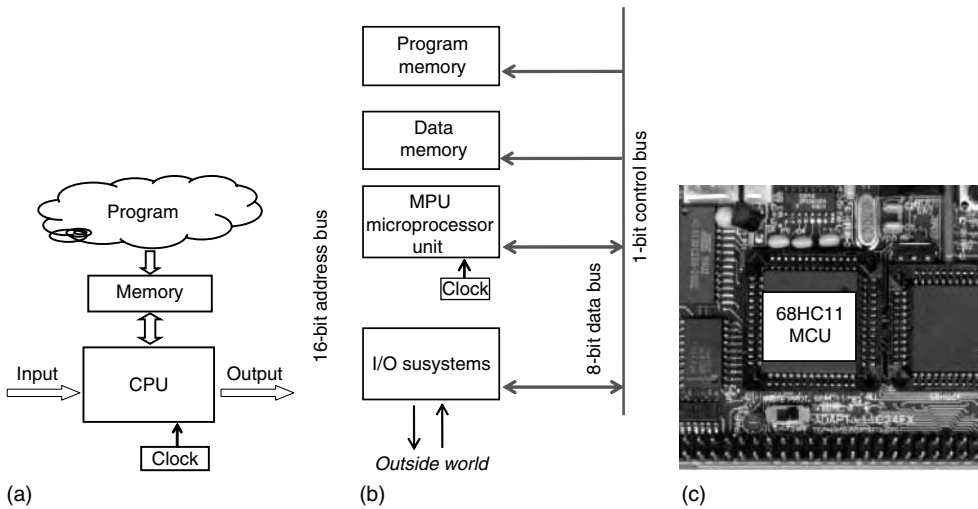 Program
Memory
Input
CPU
Output
Clock
(a)
Program
memory
Data
memory
MPU
microprocessor
unit
Clock
I/O susystems
Outside world
16-bit address bus
8-bit data bus
1-bit control bus
(b)
68HC11
MCU
(c)